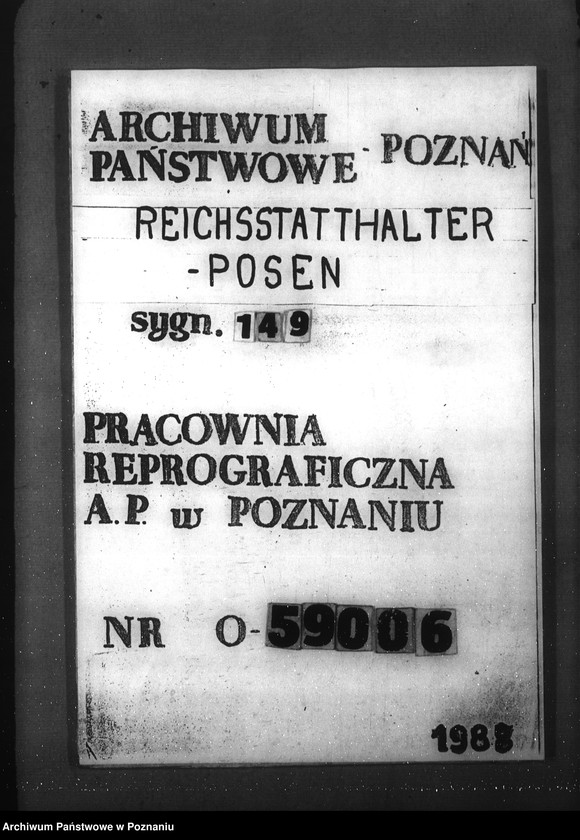 ARCHIWUM
PAŃSTWOWE - POZNAŃ
REICHSSTATTHALTER
-POSEN
sygn. 149
PRACOWNIA
REPROGRAFICZNA
A.P. w POZNANIU
NR O-59006
1988
Archiwum Państwowe w Poznaniu